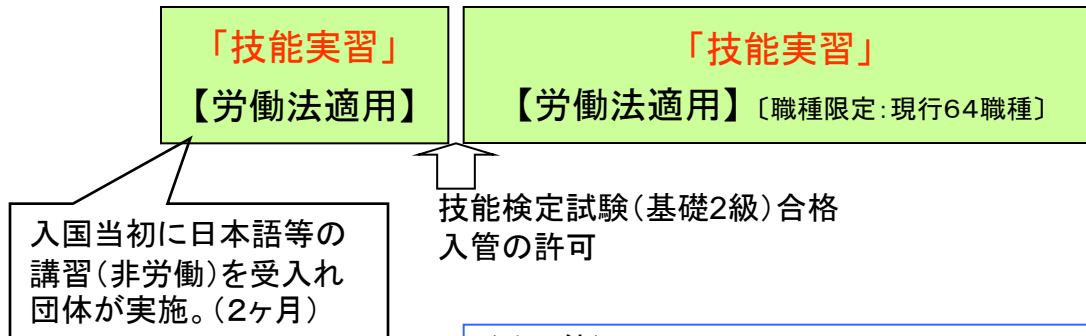 「技能実習」
【労働法適用】
「技能実習」
【労働法適用】〔職種限定:現行64職種〕
技能検定試験(基礎2級)合格
入管の許可
入国当初に日本語等の
講習(非労働)を受入れ
団体が実施。(2ヶ月)